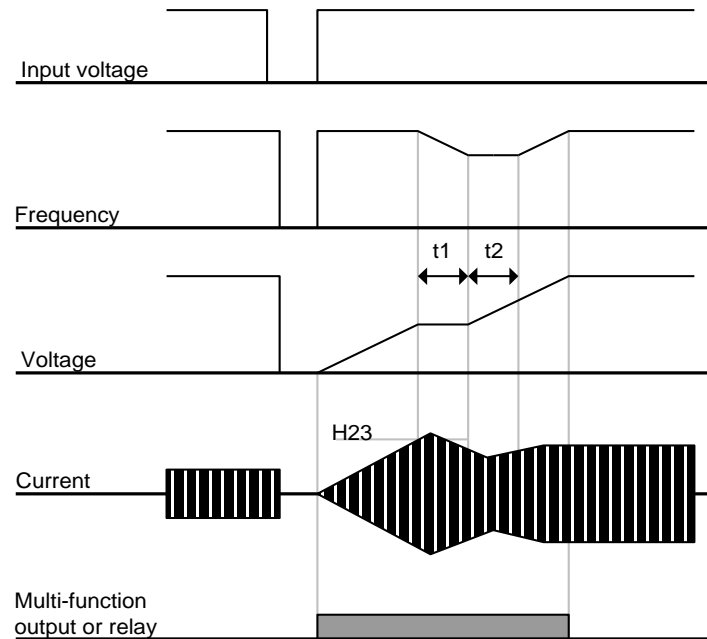 Input voltage
Frequency
t1 t2
Voltage
H23
Current
Multi-function
output or relay